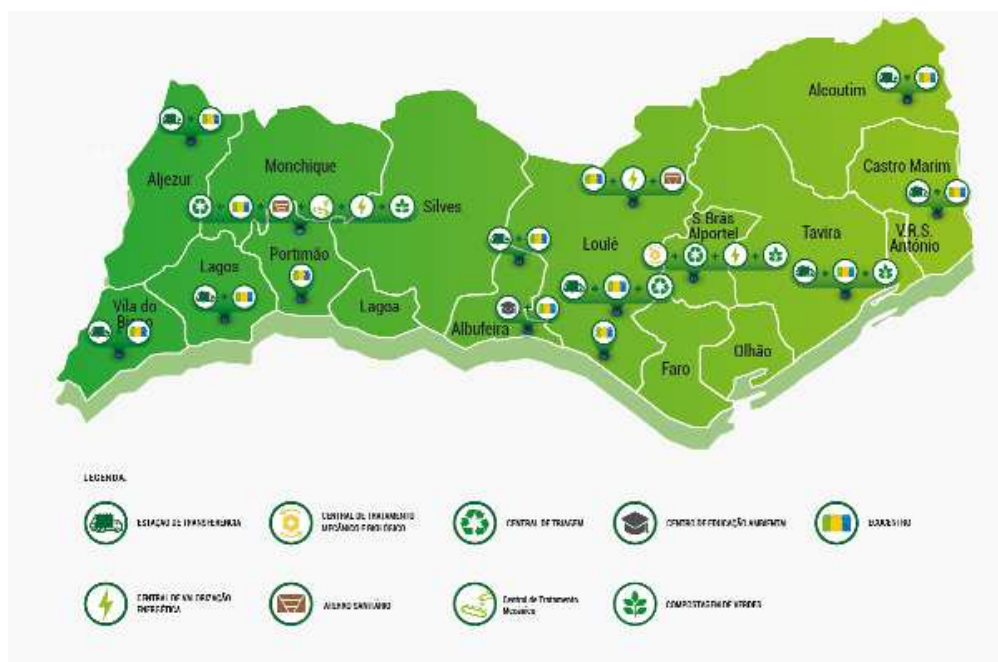 Alcoutim
Castro Marim
Monchique
Aljezur
Silves
S Brás
Alportel
Tavira
V.R.S.
António
Loulé
Portimão
Lagoa
Vila do
Bispo
Lagoa
Albufeira
Olhão
Faro
LEGENDA:
ESTAÇÃO DE TRANSFERÊNCIA
CENTRAL DE TRATAMENTO
MECÂNICO E BIOLÓGICO
CENTRAL DE TRIAGEM
CENTRO DE EDUCAÇÃO AMBIENTAL
ECOCENTRO
CENTRAL DE VALORIZAÇÃO
ENERGÉTICA
ATERRO SANITÁRIO
Central de Tratamento
Mecânico
COMPOSTAGEM DE VERDES